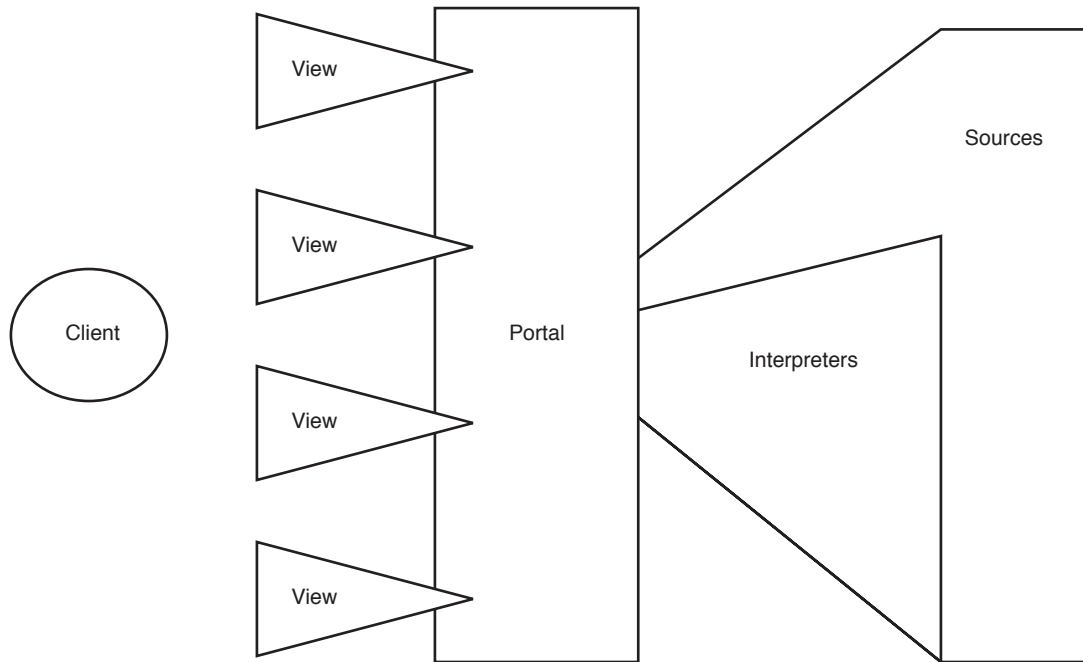 View
Sources
View
Client
Portal
Interpreters
View
View